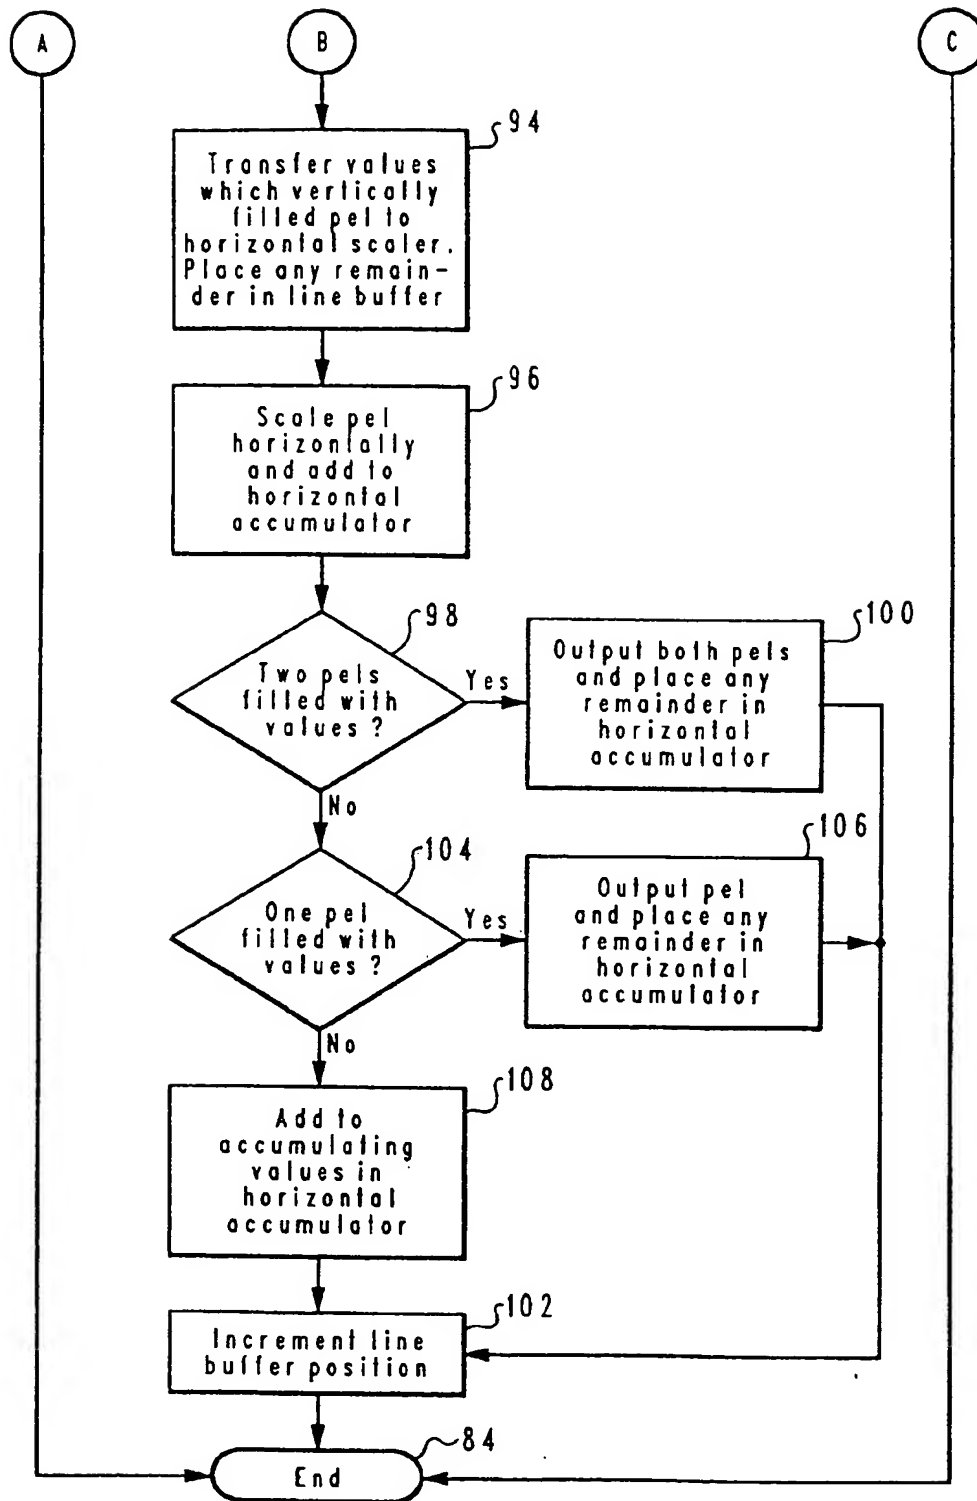 A
B
C
94
Transfer values
which vertically
filled pel to
horizontal scaler.
Place any remain-
der in line buffer
96
Scale pel
horizontally
and add to
horizontal
accumulator
98
Two pels
filled with
values ?
Yes
100
Output both pels
and place any
remainder in
horizontal
accumulator
No
104
One pel
filled with
values ?
Yes
106
Output pel
and place any
remainder in
horizontal
accumulator
No
108
Add to
accumulating
values in
horizontal
accumulator
102
Increment line
buffer position
84
End